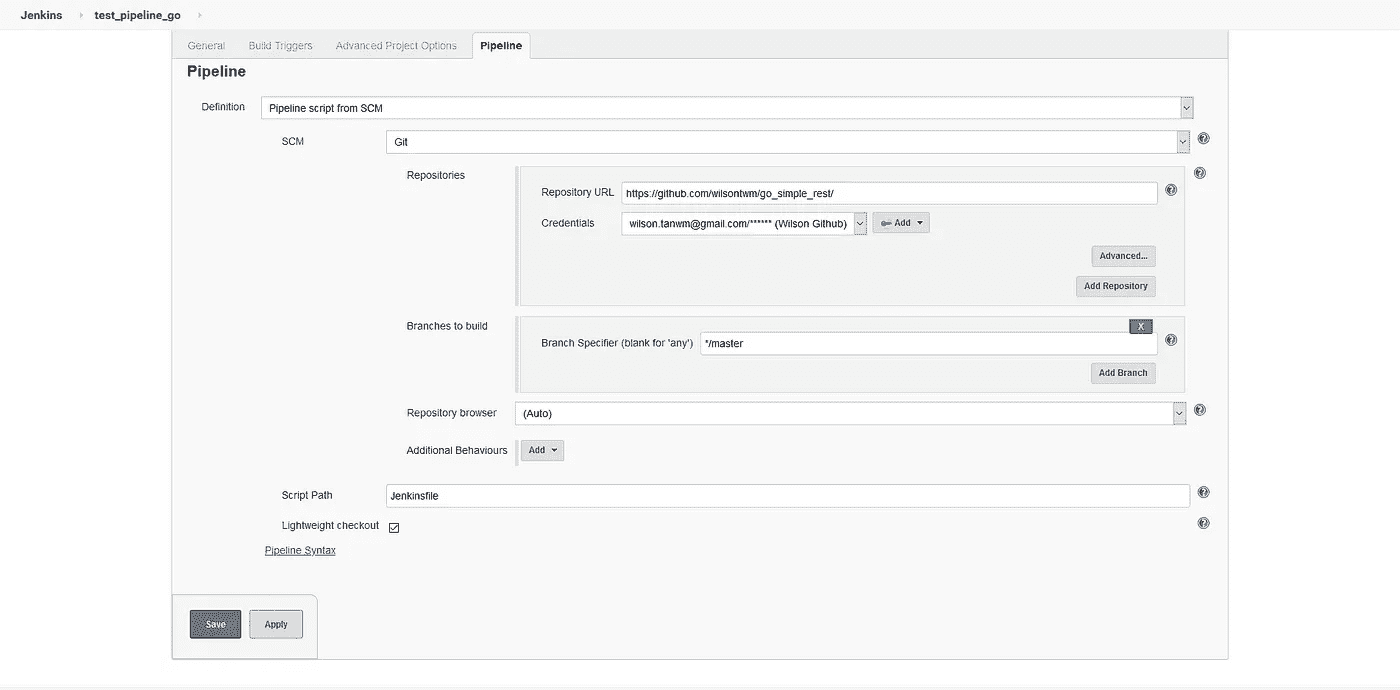 Jenkins test_pipeline_go
General Build Triggers Advanced Project Options Pipeline
Pipeline
Definition Pipeline script from SCM
SCM Git
Repositories
Repository URL https://github.com/wilsontwm/go_simple_rest/
Credentials wilson.tanwm@gmail.com/****** (Wilson Github) Add
Advanced...
Add Repository
Branches to build
X
Branch Specifier (blank for 'any') */master
Add Branch
Repository browser (Auto)
Additional Behaviours Add
Script Path Jenkinsfile
Lightweight checkout
Pipeline Syntax
Save Apply